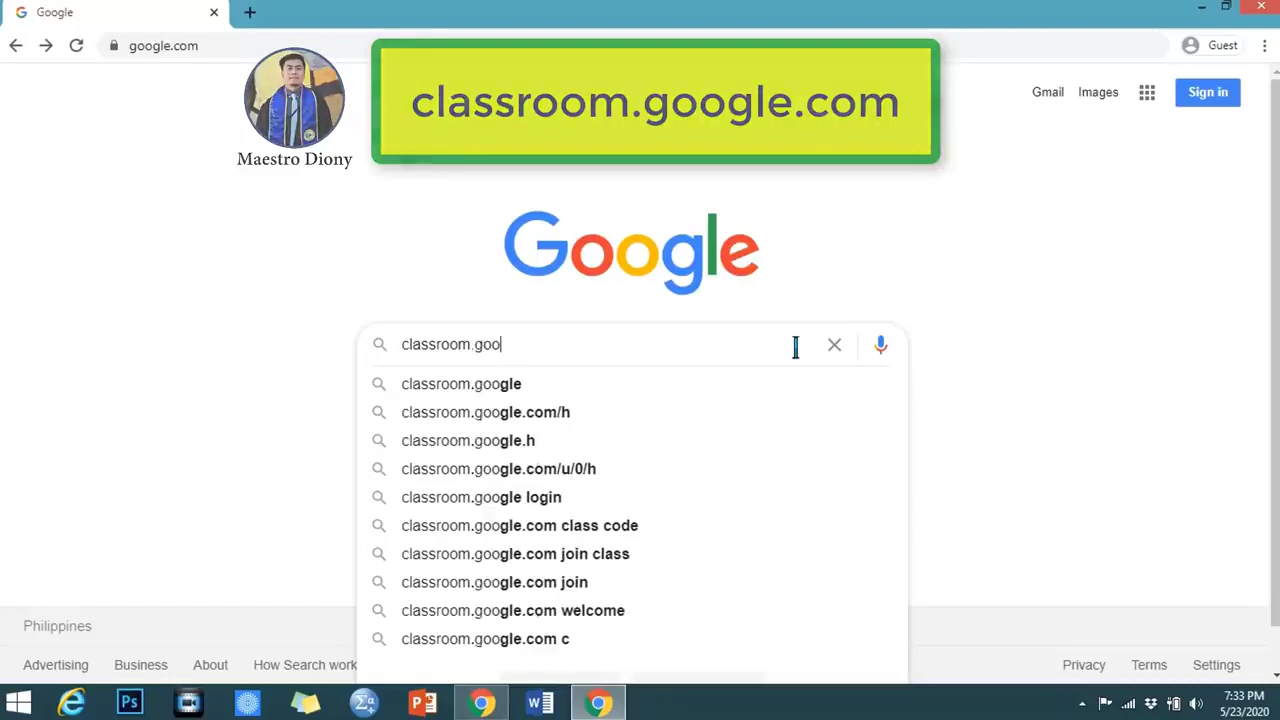 Google
google.com
Guest
classroom.google.com
Maestro Diony
Gmail Images Sign in
Google
classroom.goo
classroom.google
classroom.google.com/h
classroom.google.h
classroom.google.com/u/0/h
classroom.google login
classroom.google.com class code
classroom.google.com join class
classroom.google.com join
classroom.google.com welcome
classroom.google.com c
Philippines
Advertising Business About How Search work Privacy Terms Settings
Ps
7:33 PM
5/23/2020